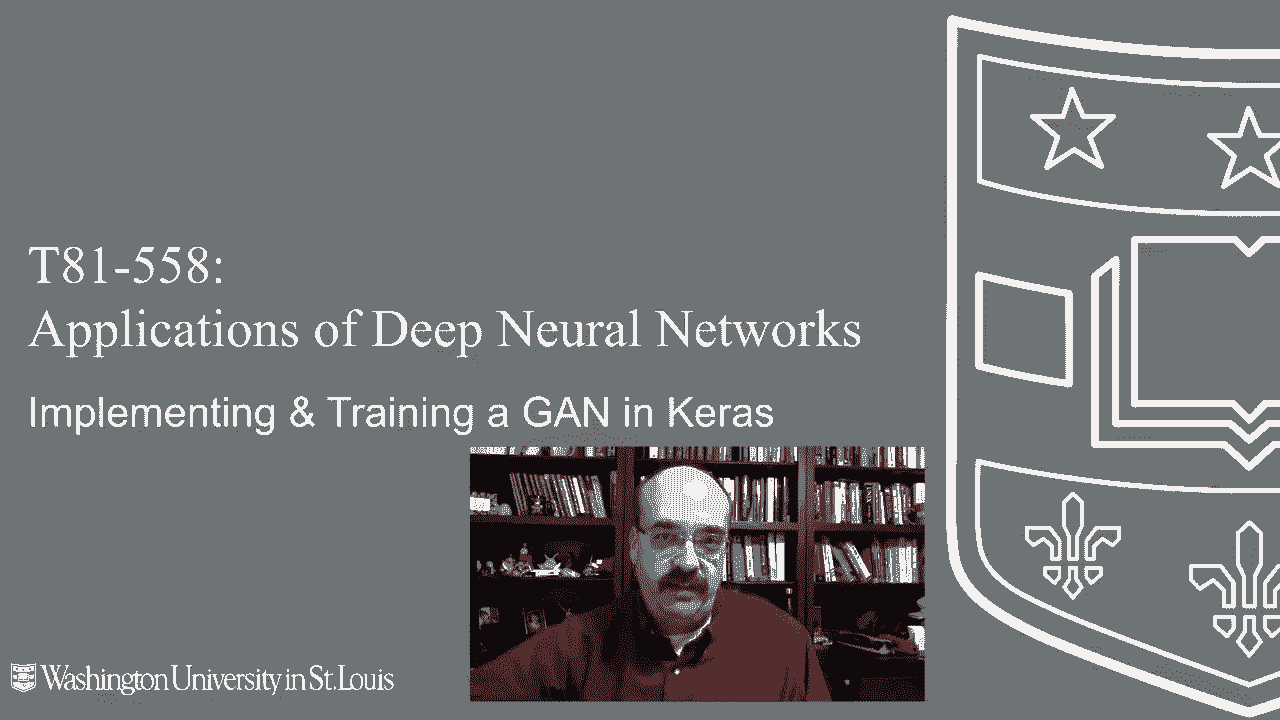 T81-558:
Applications of Deep Neural Networks
Implementing & Training a GAN in Keras
Washington University in St. Louis